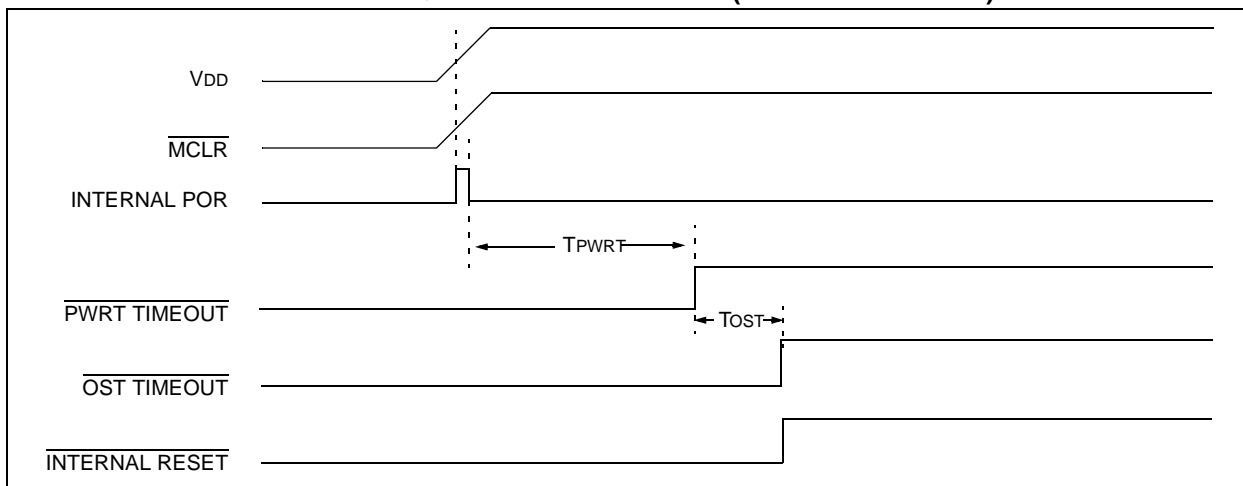 VDD
MCLR
INTERNAL POR
TPWRT
PWRT TIMEOUT
TOST
OST TIMEOUT
INTERNAL RESET